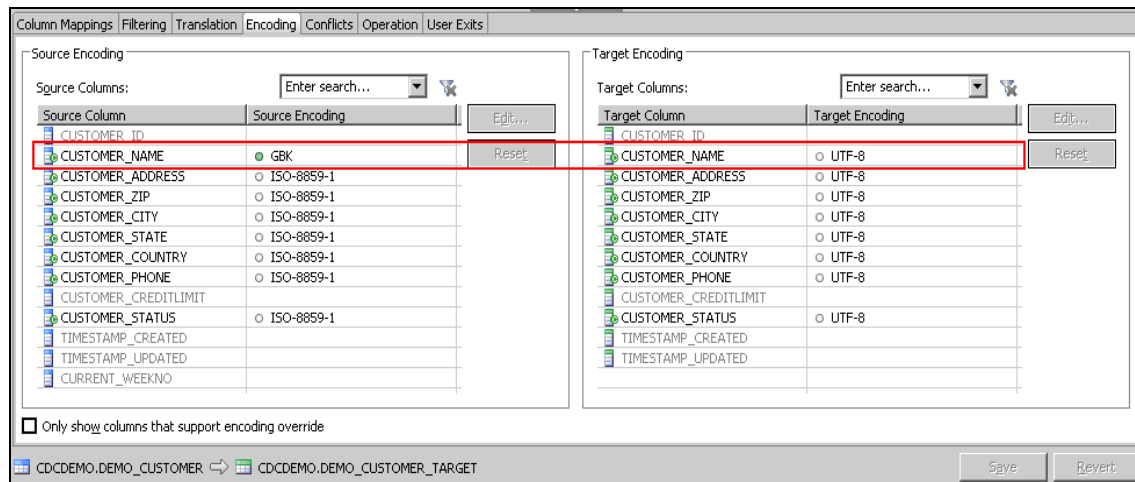 Column Mappings Filtering Translation Encoding Conflicts Operation User Exits
Source Encoding
Source Columns: Enter search...
Source Column Source Encoding Edit...
CUSTOMER_ID
CUSTOMER_NAME GBK Reset
CUSTOMER_ADDRESS ISO-8859-1
CUSTOMER_ZIP ISO-8859-1
CUSTOMER_CITY ISO-8859-1
CUSTOMER_STATE ISO-8859-1
CUSTOMER_COUNTRY ISO-8859-1
CUSTOMER_PHONE ISO-8859-1
CUSTOMER_CREDITLIMIT
CUSTOMER_STATUS ISO-8859-1
TIMESTAMP_CREATED
TIMESTAMP_UPDATED
CURRENT_WEEKNO
Target Encoding
Target Columns: Enter search...
Target Column Target Encoding Edit...
CUSTOMER_ID
CUSTOMER_NAME UTF-8 Reset
CUSTOMER_ADDRESS UTF-8
CUSTOMER_ZIP UTF-8
CUSTOMER_CITY UTF-8
CUSTOMER_STATE UTF-8
CUSTOMER_COUNTRY UTF-8
CUSTOMER_PHONE UTF-8
CUSTOMER_CREDITLIMIT
CUSTOMER_STATUS UTF-8
TIMESTAMP_CREATED
TIMESTAMP_UPDATED
Only show columns that support encoding override
CDCDEMO.DEMO_CUSTOMER CDCDEMO.DEMO_CUSTOMER_TARGET Save Revert